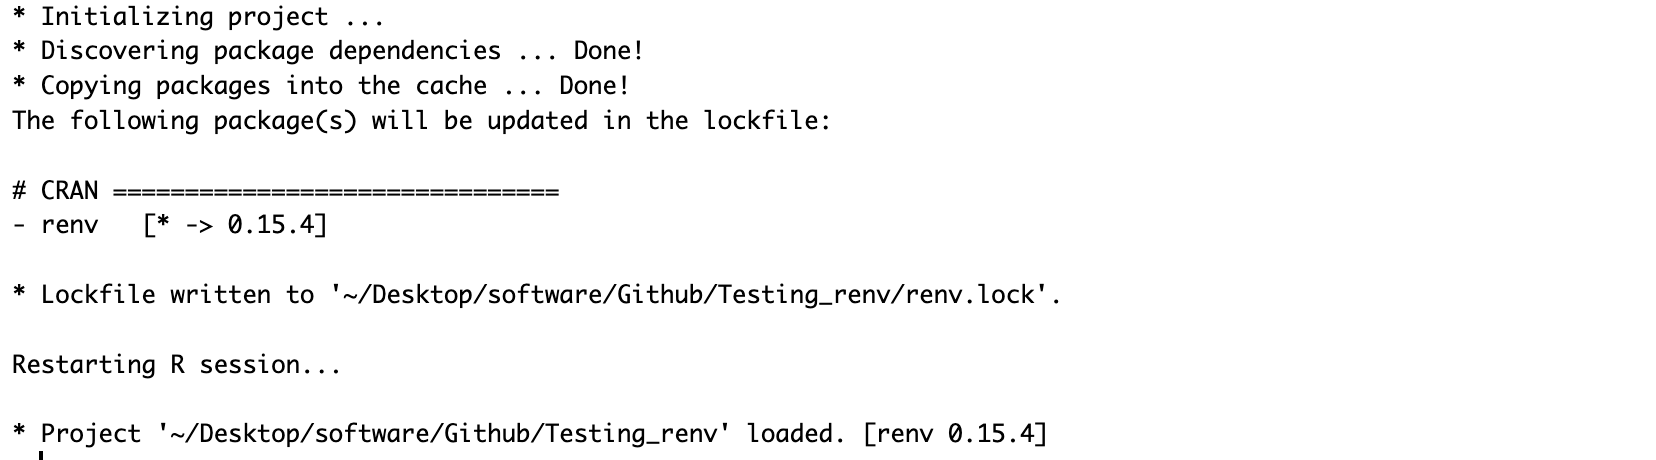 * Initializing project ...
* Discovering package dependencies ... Done!
* Copying packages into the cache ... Done!
The following package(s) will be updated in the lockfile:
# CRAN ===============================
- renv   [* -> 0.15.4]
* Lockfile written to '~/Desktop/software/Github/Testing_renv/renv.lock'.
Restarting R session...
* Project '~/Desktop/software/Github/Testing_renv' loaded. [renv 0.15.4]